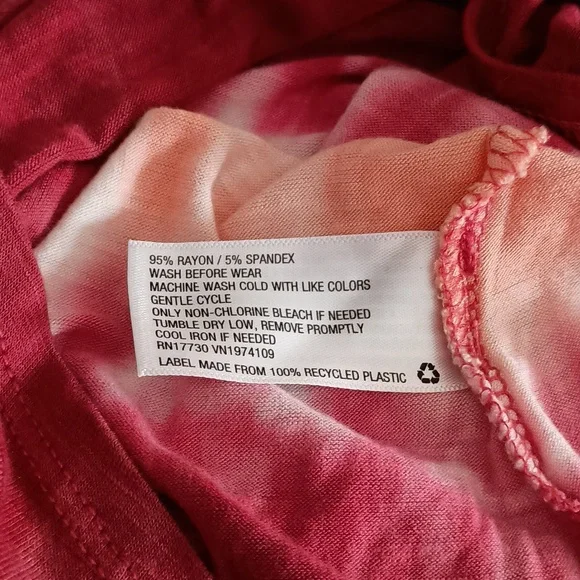 95% RAYON / 5% SPANDEX
WASH BEFORE WEAR
MACHINE WASH COLD WITH LIKE COLORS
GENTLE CYCLE
ONLY NON-CHLORINE BLEACH IF NEEDED
TUMBLE DRY LOW, REMOVE PROMPTLY
COOL IRON IF NEEDED
RN17730 VN1974109
LABEL MADE FROM 100% RECYCLED PLASTIC